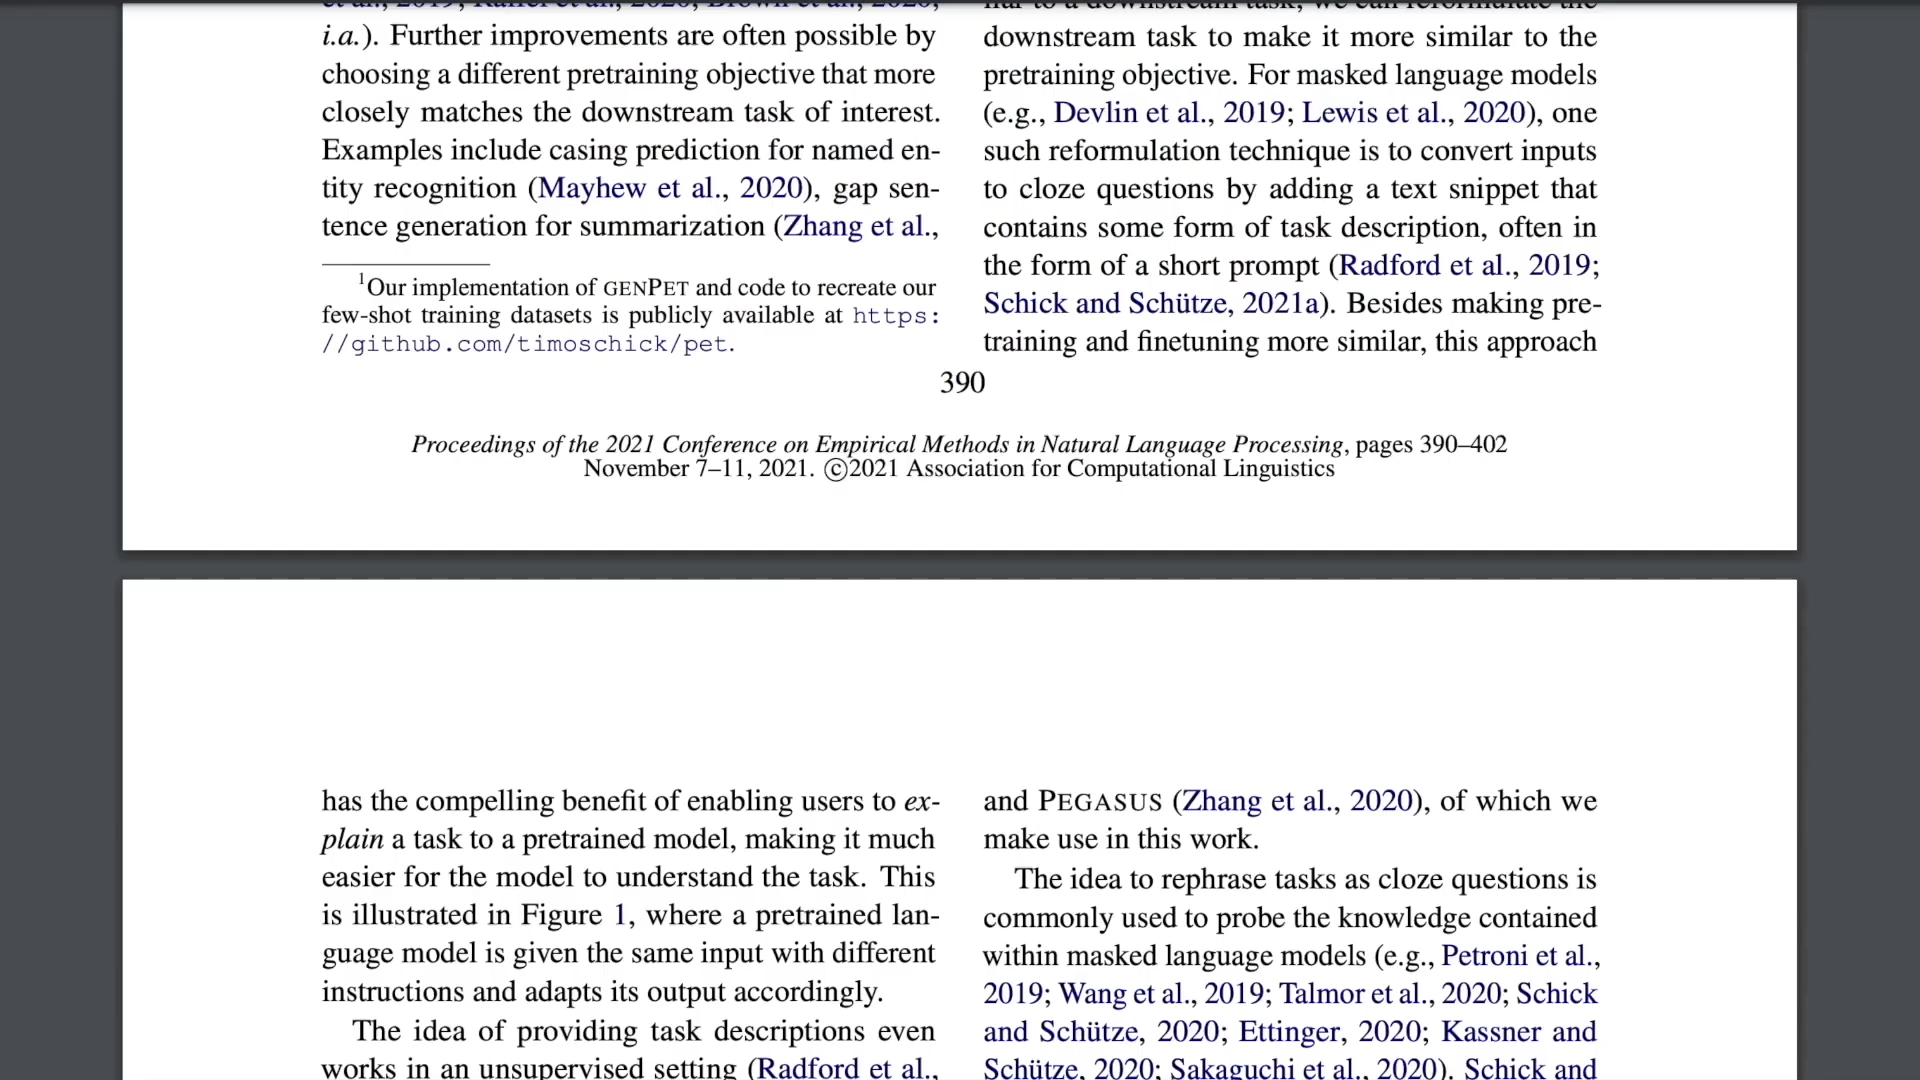 i.a.). Further improvements are often possible by
choosing a different pretraining objective that more
closely matches the downstream task of interest.
Examples include casing prediction for named en-
tity recognition (Mayhew et al., 2020), gap sen-
tence generation for summarization (Zhang et al.,
1Our implementation of GENPET and code to recreate our
few-shot training datasets is publicly available at https:
//github.com/timoschick/pet.
downstream task to make it more similar to the
pretraining objective. For masked language models
(e.g., Devlin et al., 2019; Lewis et al., 2020), one
such reformulation technique is to convert inputs
to cloze questions by adding a text snippet that
contains some form of task description, often in
the form of a short prompt (Radford et al., 2019;
Schick and Schütze, 2021a). Besides making pre-
training and finetuning more similar, this approach
390
Proceedings of the 2021 Conference on Empirical Methods in Natural Language Processing, pages 390–402
November 7–11, 2021. ©2021 Association for Computational Linguistics
has the compelling benefit of enabling users to ex-
plain a task to a pretrained model, making it much
easier for the model to understand the task. This
is illustrated in Figure 1, where a pretrained lan-
guage model is given the same input with different
instructions and adapts its output accordingly.
The idea of providing task descriptions even
works in an unsupervised setting (Radford et al.,
and PEGASUS (Zhang et al., 2020), of which we
make use in this work.
The idea to rephrase tasks as cloze questions is
commonly used to probe the knowledge contained
within masked language models (e.g., Petroni et al.,
2019; Wang et al., 2019; Talmor et al., 2020; Schick
and Schütze, 2020; Ettinger, 2020; Kassner and
Schütze, 2020; Sakaguchi et al., 2020). Schick and